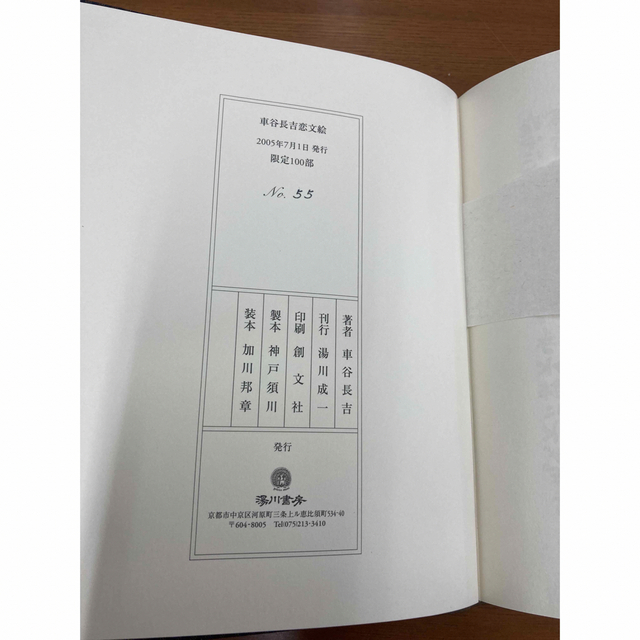 車谷長吉恋文絵
2005年7月1日 発行
限定100部
No. 55
著者 車谷長吉
刊行 湯川成一
印刷 創文社
製本 神戸須川
装本 加川邦章
発行
湯川書房
京都市中京区河原町三条上ル恵比須町534-40
〒604-8005 Tel:(075)213-3410